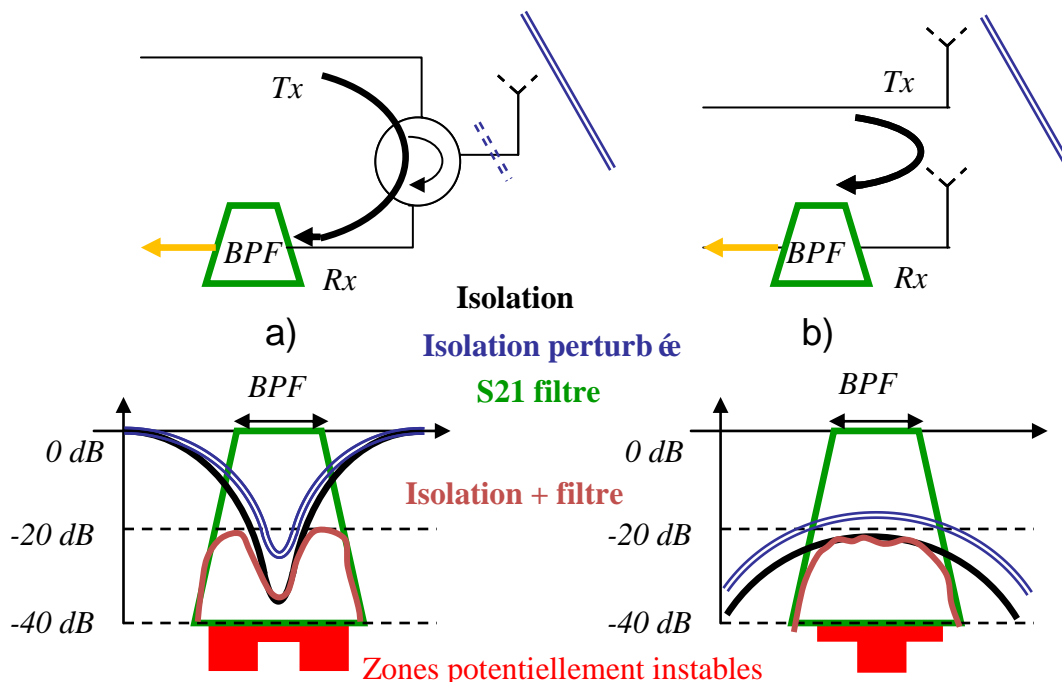 Tx
BPF
Rx
Tx
BPF
Rx
Isolation
a)
b)
Isolation perturbée
S21 filtre
BPF
BPF
0 dB
0 dB
Isolation + filtre
-20 dB
-20 dB
-40 dB
-40 dB
Zones potentiellement instables